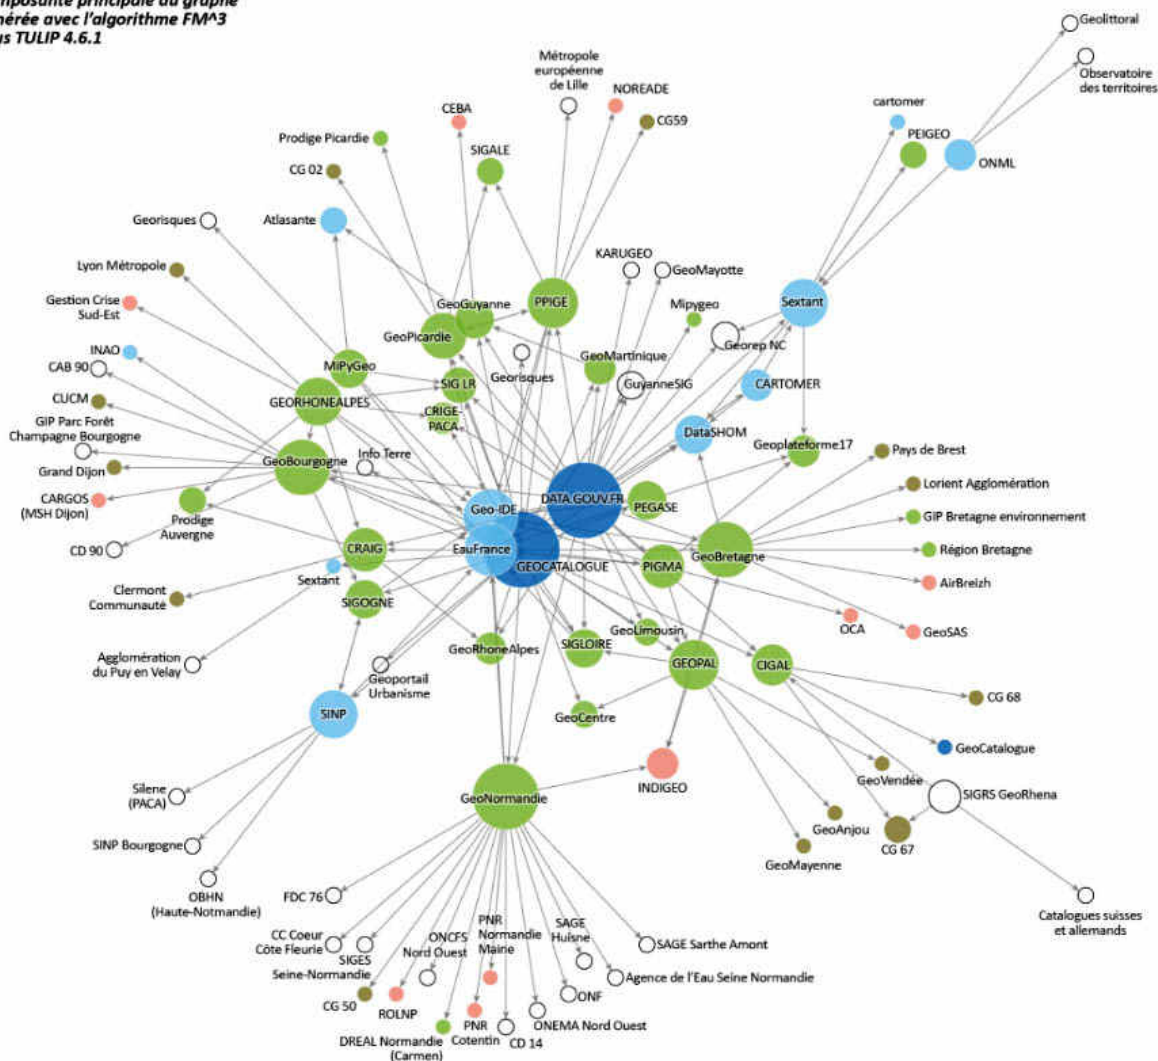 mposante principale du graphe
nérée avec l'algorithme FM^3
us TULIP 4.6.1
Geolittoral
Observatoire
des territoires
Métropole
européenne
de Lille
NOREADE
CEBA
CG59
cartomer
PEIGEO
ONML
Prodige Picardie
SIGALE
CG 02
Georisques
Atlasante
KARUGEO
GeoMayotte
Lyon Métropole
Gestion Crise
Sud-Est
GeoGuyanne
PPIGE
Mipygeo
Sextant
GeoPicardie
Georep NC
INAO
CAB 90
MiPyGeo
Georisques
GeoMartinique
GuyanneSIG
CARTOMER
SIG LR
CUCM
GEORHONEALPES
CRIGE-
PACA
GIP Parc Forêt
Champagne Bourgogne
DataSHOM
Geoplateforme17
Pays de Brest
Grand Dijon
GeoBourgogne
Info Terre
Lorient Agglomération
CARGOS
(MSH Dijon)
Prodige
Auvergne
Geo-IDE
DATA.GOUV.FR
PEGASE
GIP Bretagne environnement
CD 90
CRAIG
EauFrance
GEOCATALOGUE
PIGMA
GeoBretagne
Région Bretagne
Sextant
AirBreizh
Clermont
Communauté
SIGOGNE
OCA
GeoSAS
GeoRhoneAlpes
SIGLOIRE
GeoLimousin
Agglomération
du Puy en Velay
Geoportail
Urbanisme
GEOPAL
CIGAL
CG 68
SINP
GeoCentre
GeoCatalogue
INDIGEO
GeoVendée
SIGRS GeoRhena
Silene
(PACA)
GeoNormandie
GeoAnjou
CG 67
SINP Bourgogne
GeoMayenne
OBHN
(Haute-Notmandie)
FDC 76
Catalogues suisses
et allemands
CC Coeur
Côte Fleurie
SIGES
Seine-Normandie
ONCFS
Nord Ouest
PNR
Normandie
Maine
SAGE
Huisne
SAGE Sarthe Amont
Agence de l'Eau Seine Normandie
CG 50
ROLNP
ONF
DREAL Normandie
(Carmen)
PNR
Cotentin
CD 14
ONEMA Nord Ouest